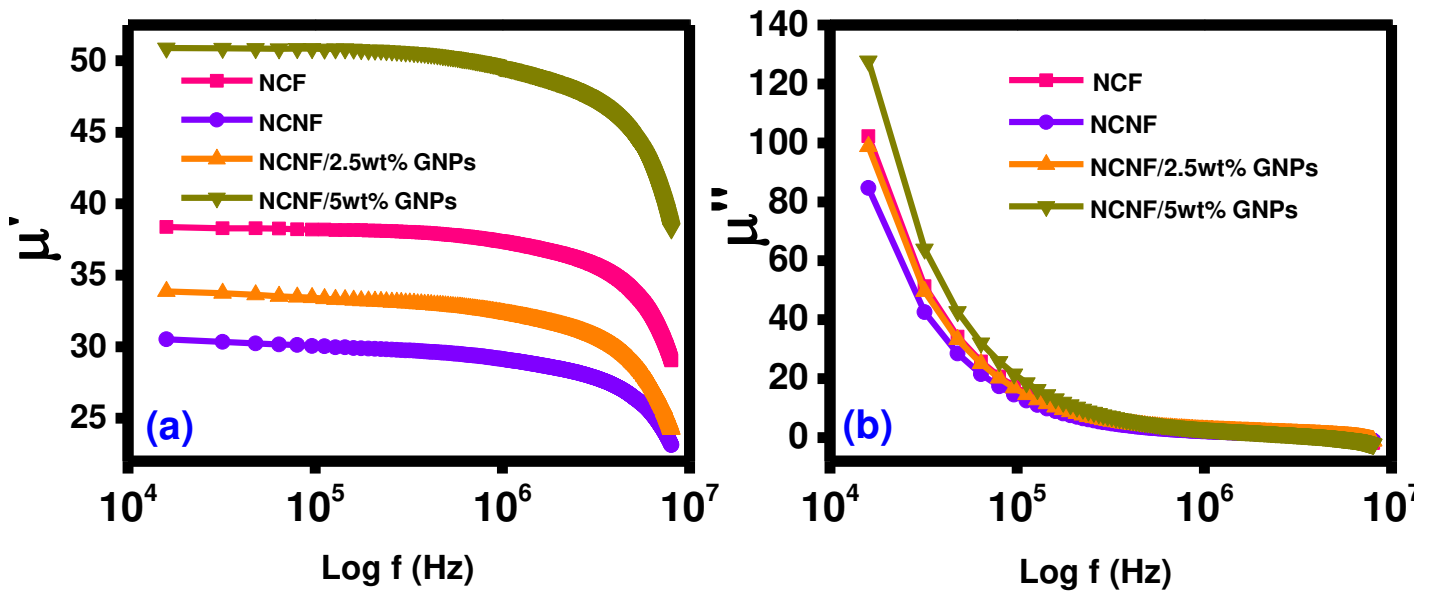 50
45
40
35
30
25
μ'
NCF
NCNF
NCNF/2.5wt% GNPs
NCNF/5wt% GNPs
(a)
10⁴ 10⁵ 10⁶ 10⁷
Log f (Hz)
140
120
100
80
60
40
20
0
μ''
NCF
NCNF
NCNF/2.5wt% GNPs
NCNF/5wt% GNPs
(b)
10⁴ 10⁵ 10⁶ 10⁷
Log f (Hz)